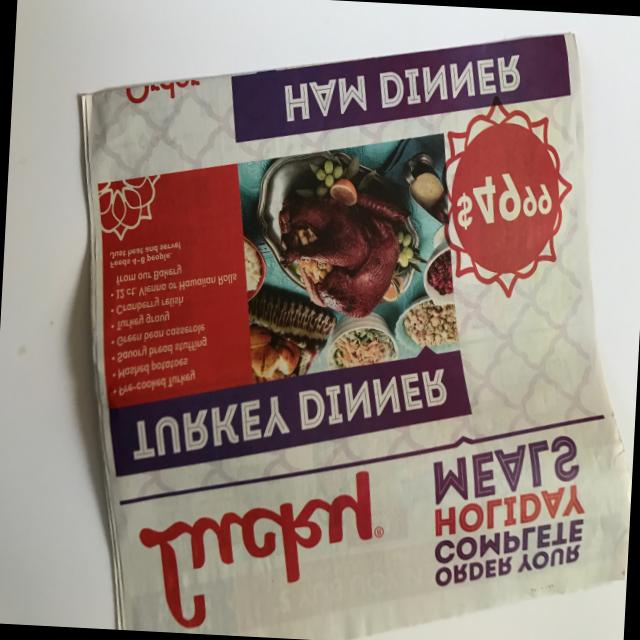 Lucky®
ORDER YOUR
COMPLETE
HOLIDAY
MEALS
TURKEY DINNER
• Pre-cooked Turkey
• Mashed potatoes
• Savory bread stuffing
• Green bean casserole
• Turkey gravy
• Cranberry relish
• 12 ct. Vienna or Hawaiian Rolls
from our Bakery
Feeds 4-6 people.
Just heat and serve!
$49⁹⁹
HAM DINNER
Order